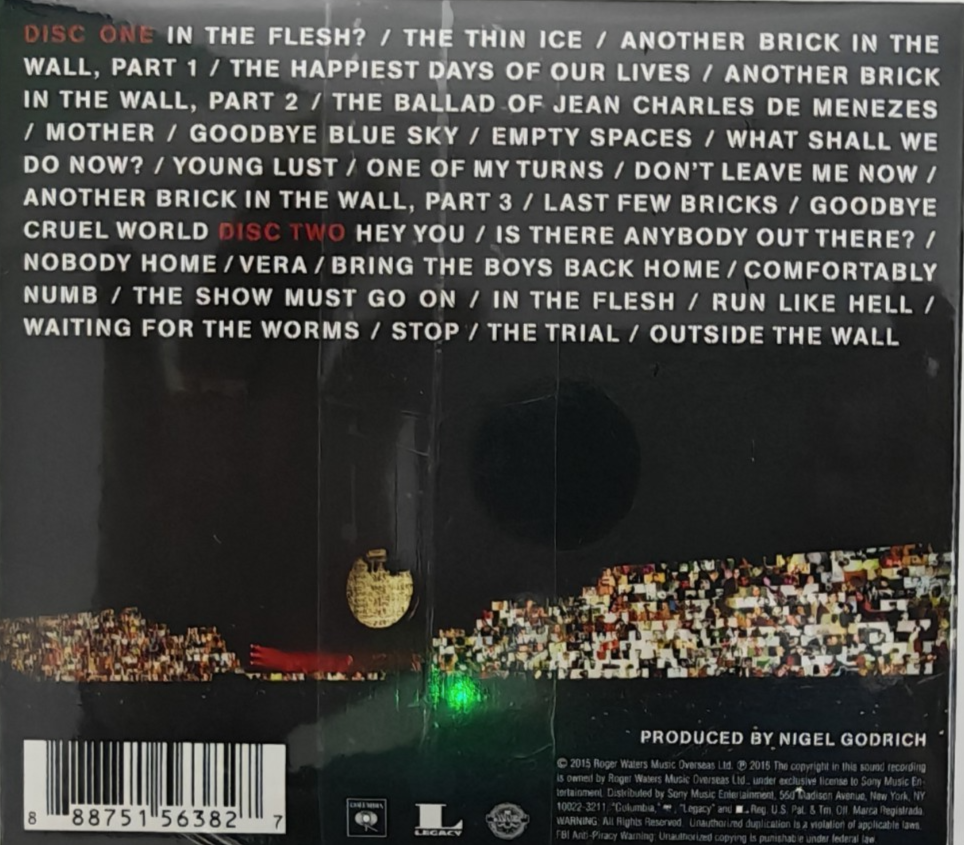 DISC ONE IN THE FLESH? / THE THIN ICE / ANOTHER BRICK IN THE
WALL, PART 1 / THE HAPPIEST DAYS OF OUR LIVES / ANOTHER BRICK
IN THE WALL, PART 2 / THE BALLAD OF JEAN CHARLES DE MENEZES
/ MOTHER / GOODBYE BLUE SKY / EMPTY SPACES / WHAT SHALL WE
DO NOW? / YOUNG LUST / ONE OF MY TURNS / DON'T LEAVE ME NOW /
ANOTHER BRICK IN THE WALL, PART 3 / LAST FEW BRICKS / GOODBYE
CRUEL WORLD DISC TWO HEY YOU / IS THERE ANYBODY OUT THERE? /
NOBODY HOME / VERA / BRING THE BOYS BACK HOME / COMFORTABLY
NUMB / THE SHOW MUST GO ON / IN THE FLESH / RUN LIKE HELL /
WAITING FOR THE WORMS / STOP / THE TRIAL / OUTSIDE THE WALL
PRODUCED BY NIGEL GODRICH
© 2015 Roger Waters Music Overseas Ltd. ℗ 2015 The copyright in this sound recording
is owned by Roger Waters Music Overseas Ltd., under exclusive license to Sony Music En-
tertainment. Distributed by Sony Music Entertainment, 550 Madison Avenue, New York, NY
10022-3211. "Columbia," , "Legacy" and Reg. U.S. Pat. & Tm. Off. Marca Registrada.
WARNING: All Rights Reserved. Unauthorized duplication is a violation of applicable laws.
FBI Anti-Piracy Warning: Unauthorized copying is punishable under federal law
8 88751 56382 7
COLUMBIA
L
LEGACY